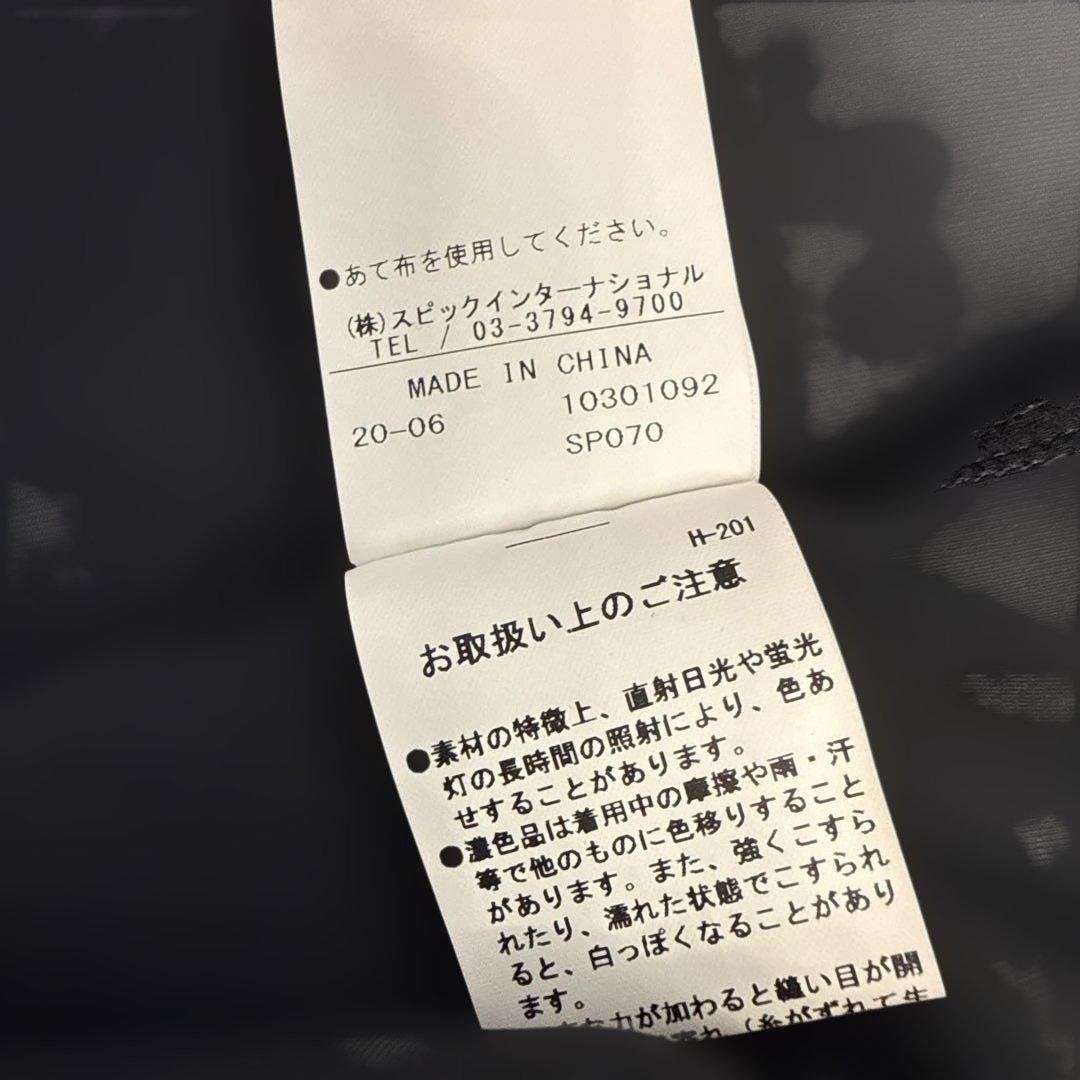 ●あて布を使用してください。
(株)スピックインターナショナル
TEL / 03-3794-9700
MADE IN CHINA
20-06 10301092
SP070
H-201
お取扱い上のご注意
●素材の特徴上、直射日光や蛍光
灯の長時間の照射により、色あ
せすることがあります。
●濃色品は着用中の摩擦や雨・汗
等で他のものに色移りすること
があります。また、強くこすら
れたり、濡れた状態でこすられ
ると、白っぽくなることがあり
ます。
力が加わると縫い目が開
（糸がずれて